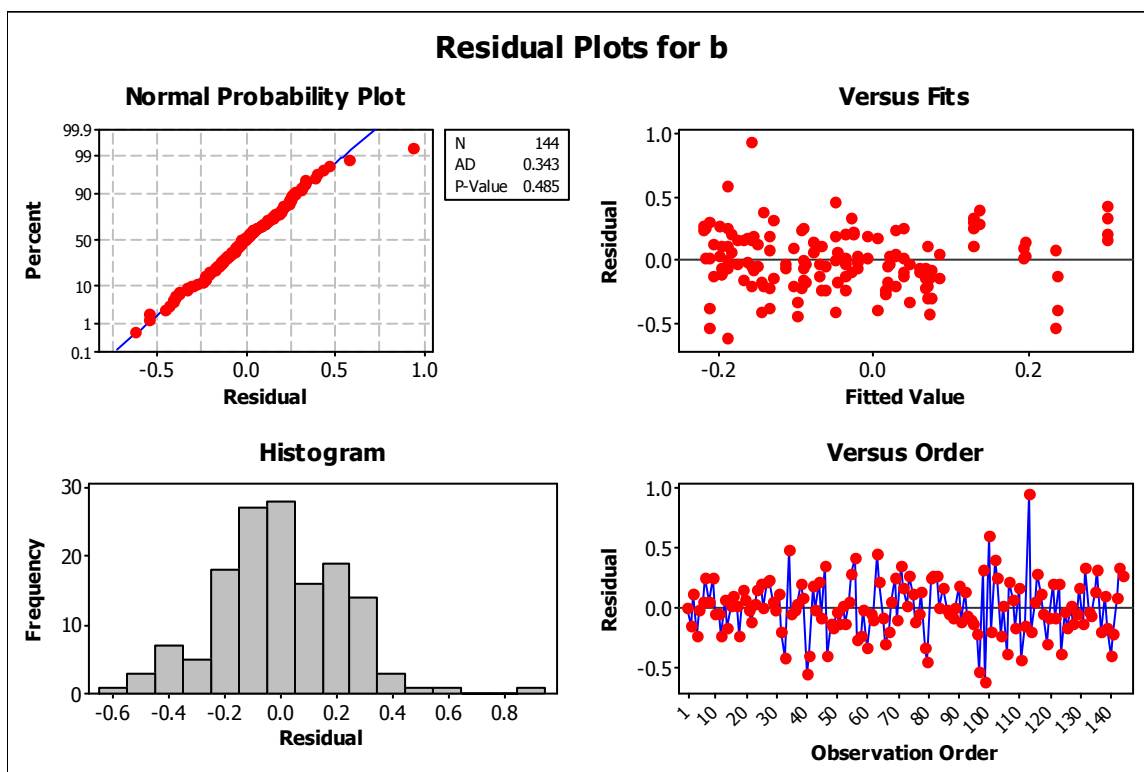 Residual Plots for b
Normal Probability Plot
99.9
99
90
50
10
1
0.1
Percent
-0.5 0.0 0.5 1.0
Residual
N 144
AD 0.343
P-Value 0.485
Versus Fits
1.0
0.5
0.0
-0.5
Residual
-0.2 0.0 0.2
Fitted Value
Histogram
30
20
10
0
Frequency
-0.6 -0.4 -0.2 0.0 0.2 0.4 0.6 0.8
Residual
Versus Order
1.0
0.5
0.0
-0.5
Residual
1 10 20 30 40 50 60 70 80 90 100 110 120 130 140
Observation Order